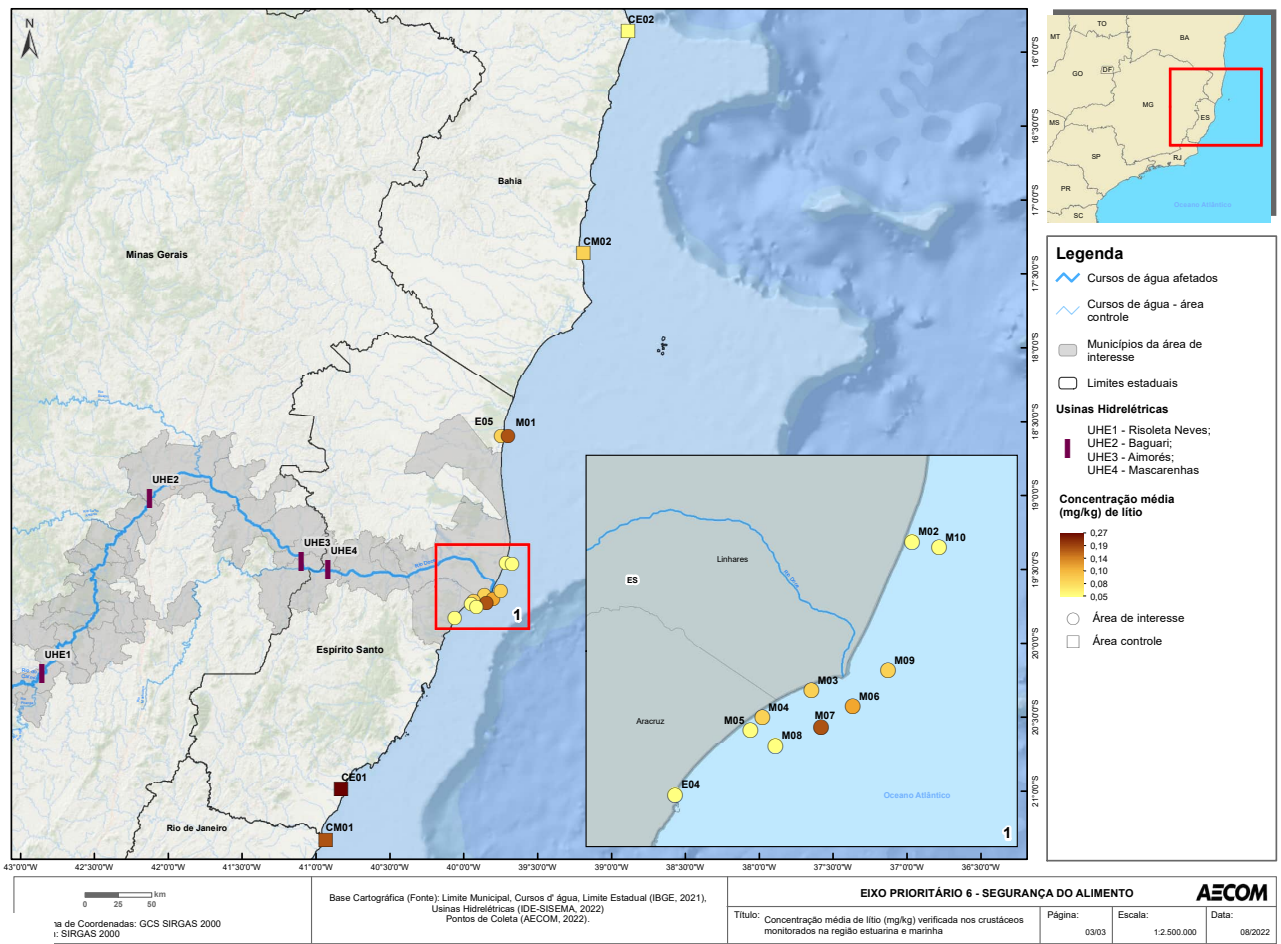 N
CE02
16°0'0"S
16°30'0"S
Bahia
17°0'0"S
Minas Gerais
CM02
17°30'0"S
18°0'0"S
E05
M01
18°30'0"S
UHE2
19°0'0"S
UHE3
UHE4
Rio Doce
19°30'0"S
1
Espírito Santo
UHE1
20°0'0"S
20°30'0"S
CE01
21°0'0"S
Rio de Janeiro
CM01
M02
M10
Linhares
ES
Rio Doce
M09
M03
M06
M04
M07
Aracruz
M05
M08
E04
Oceano Atlântico
1
43°0'0"W
42°30'0"W
42°0'0"W
41°30'0"W
41°0'0"W
40°30'0"W
40°0'0"W
39°30'0"W
39°0'0"W
38°30'0"W
38°0'0"W
37°30'0"W
37°0'0"W
36°30'0"W
TO
MT
BA
DF
GO
MG
ES
MS
SP
RJ
PR
SC
Oceano Atlântico
Legenda
Cursos de água afetados
Cursos de água - área
controle
Municípios da área de
interesse
Limites estaduais
Usinas Hidrelétricas
UHE1 - Risoleta Neves;
UHE2 - Baguari;
UHE3 - Aimorés;
UHE4 - Mascarenhas
Concentração média
(mg/kg) de lítio
0,27
0,19
0,10
0,08
0,05
Área de interesse
Área controle
km
0 25 50
na de Coordenadas: GCS SIRGAS 2000
: SIRGAS 2000
Base Cartográfica (Fonte): Limite Municipal, Cursos d' água, Limite Estadual (IBGE, 2021),
Usinas Hidrelétricas (IDE-SISEMA, 2022)
Pontos de Coleta (AECOM, 2022).
EIXO PRIORITÁRIO 6 - SEGURANÇA DO ALIMENTO
AECOM
Título: Concentração média de lítio (mg/kg) verificada nos crustáceos
monitorados na região estuarina e marinha
Página:
03/03
Escala:
1:2.500.000
Data:
08/2022